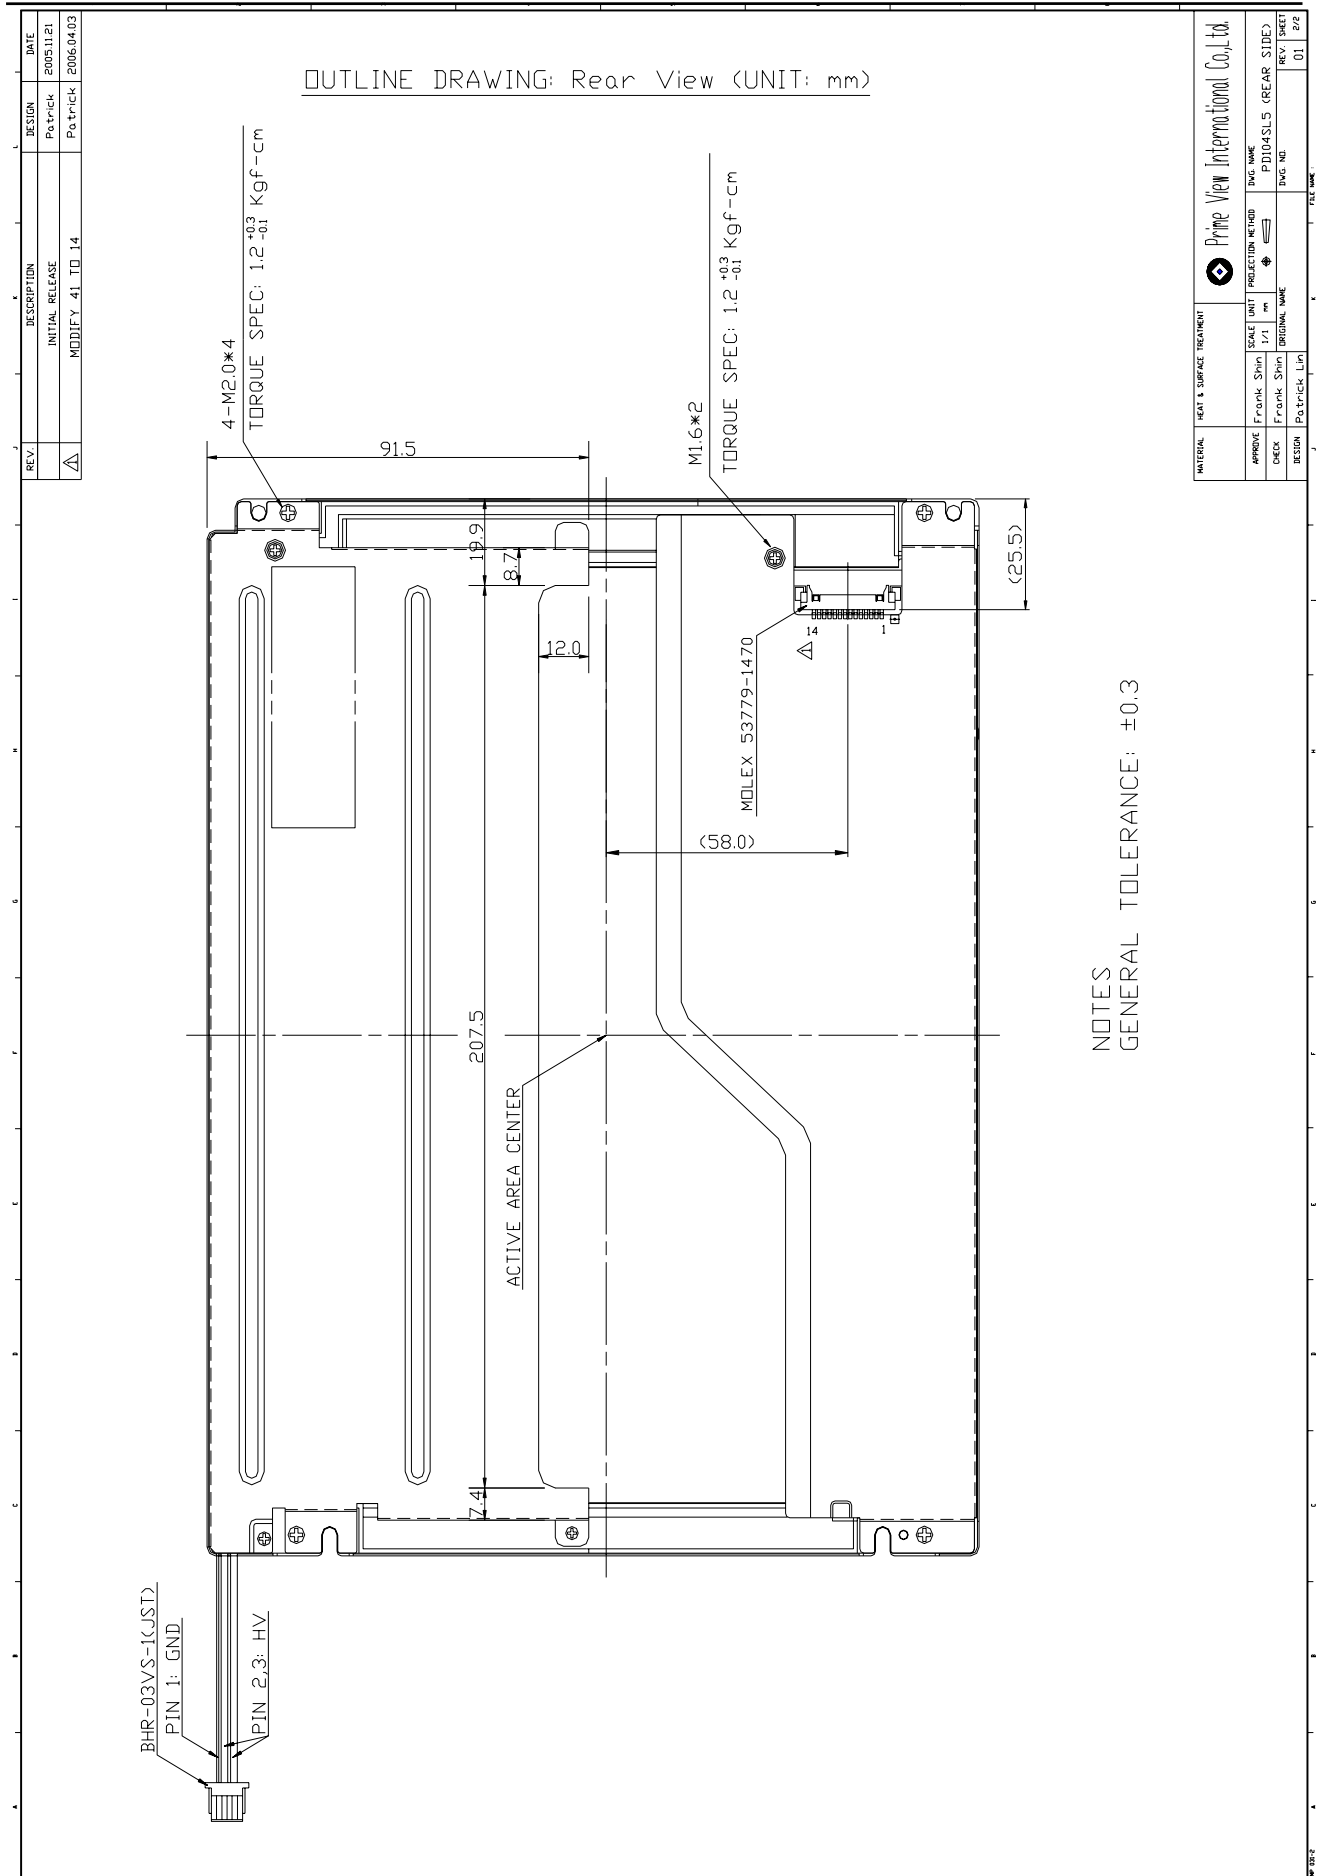 OUTLINE DRAWING: Rear View (UNIT: mm)
REV. DESCRIPTION DESIGN DATE
INITIAL RELEASE Patrick 2005.11.21
1 MODIFY 41 TO 14 Patrick 2006.04.03
4-M2.0*4
TORQUE SPEC: 1.2 +0.3 -0.1 Kgf-cm
M1.6*2
TORQUE SPEC: 1.2 +0.3 -0.1 Kgf-cm
91.5
19.9
8.7
12.0
207.5
7.4
(25.5)
(58.0)
14
1
1
MOLEX 53779-1470
ACTIVE AREA CENTER
BHR-03VS-1(JST)
PIN 1: GND
PIN 2,3: HV
NOTES
GENERAL TOLERANCE: ±0.3
MATERIAL
HEAT & SURFACE TREATMENT
Prime View International Co.,Ltd.
APPROVE Frank Shin
CHECK Frank Shin
DESIGN Patrick Lin
SCALE 1/1
UNIT mm
PROJECTION METHOD
DWG. NAME
PD104SL5 (REAR SIDE)
ORIGINAL NAME
DWG. NO.
REV. 01
SHEET 2/2
FILE NAME :
L
K
J
H
G
F
E
D
C
B
A